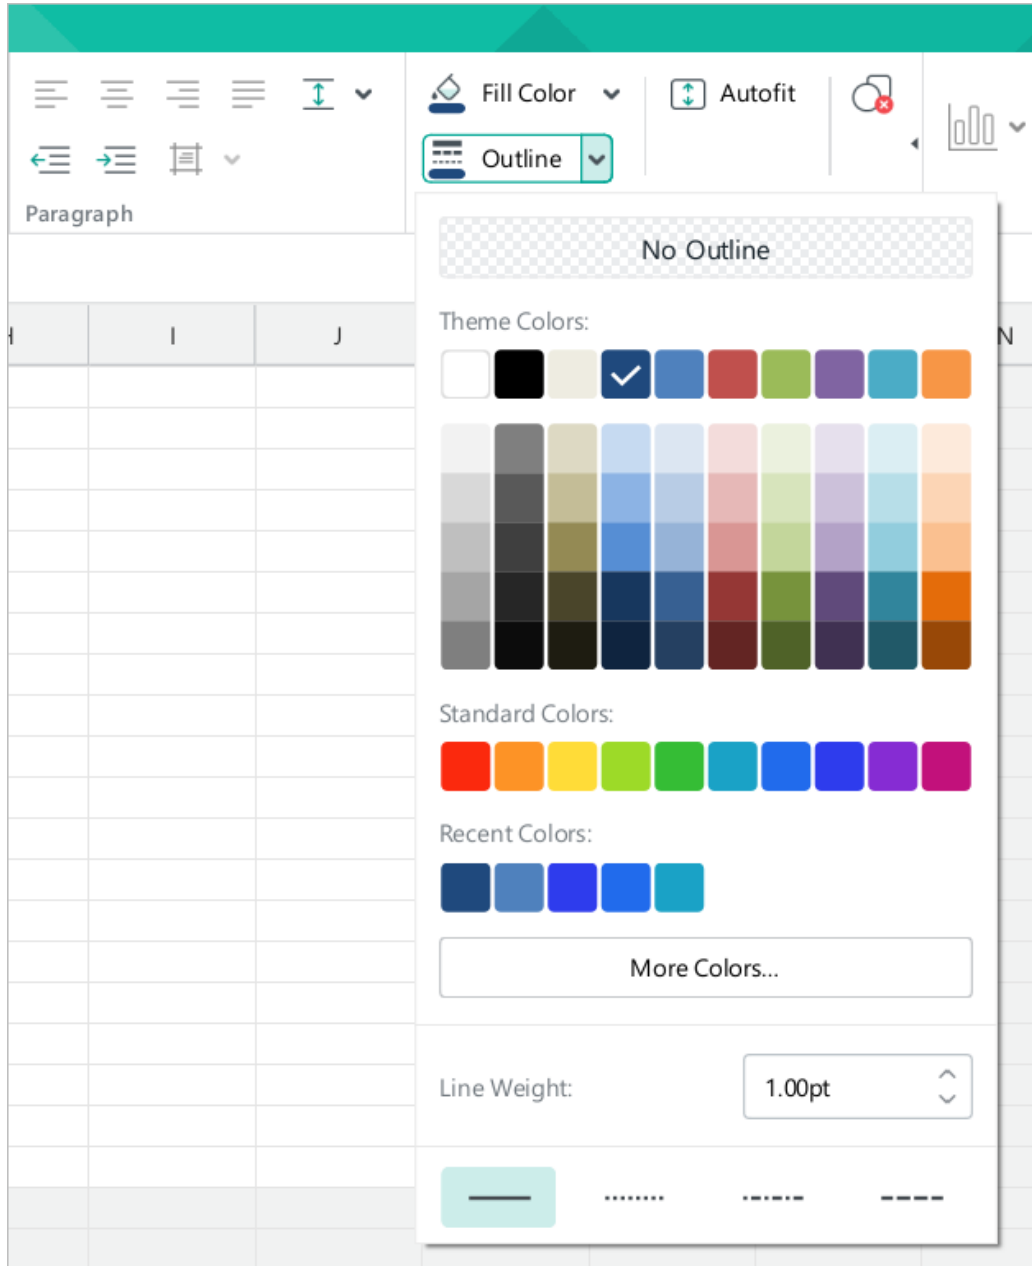 Fill Color
Autofit
Outline
Paragraph
No Outline
Theme Colors:
I
J
N
Standard Colors:
Recent Colors:
More Colors...
Line Weight:
1.00pt